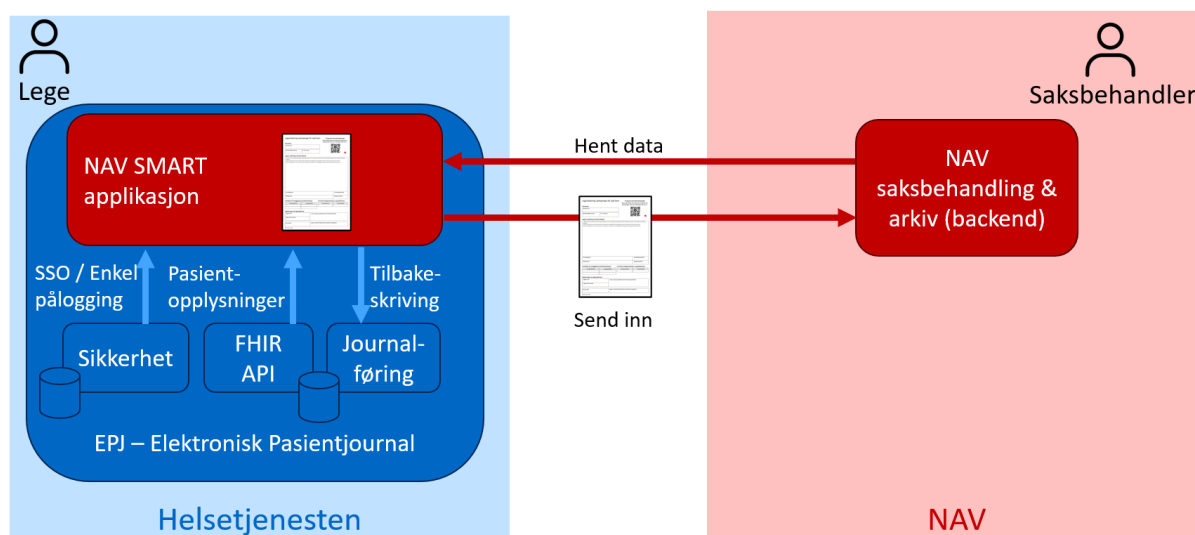 Lege
Saksbehandler
NAV SMART
applikasjon
Hent data
NAV
saksbehandling &
arkiv (backend)
SSO / Enkel
pålogging
Pasient-
opplysninger
Tilbake-
skriving
Send inn
Sikkerhet
FHIR
API
Journal-
føring
EPJ – Elektronisk Pasientjournal
Helsetjenesten
NAV